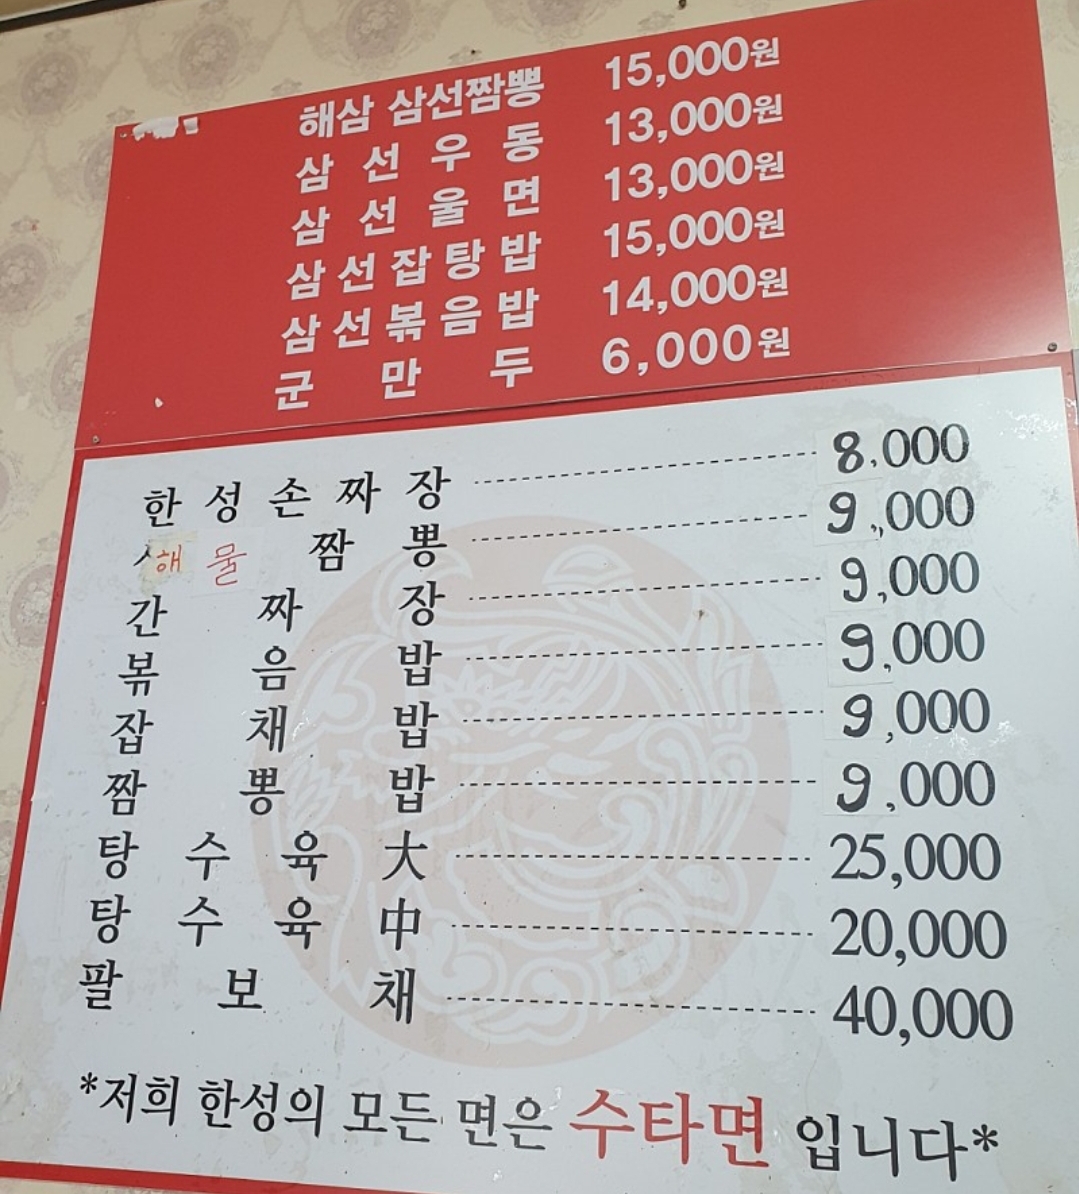 해삼 삼선짬뽕 15,000원
삼선우동 13,000원
삼선울면 13,000원
삼선잡탕밥 15,000원
삼선볶음밥 14,000원
군만두 6,000원
한성손짜장 8,000
해물짬뽕 9,000
간짜장 9,000
볶음밥 9,000
잡채밥 9,000
짬뽕밥 9,000
탕수육 大 25,000
탕수육 中 20,000
팔보채 40,000
*저희 한성의 모든 면은 수타면 입니다*